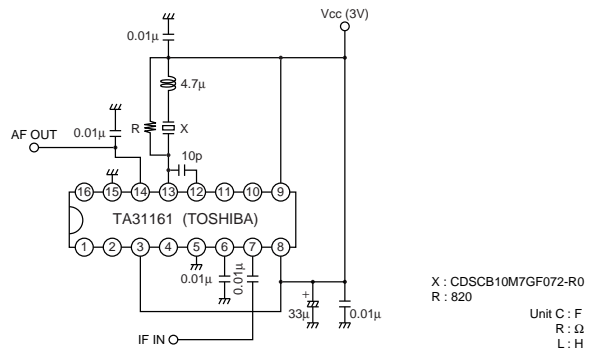 Vcc (3V)
0.01μ
4.7μ
AF OUT
0.01μ
R
X
10p
16 15 14 13 12 11 10 9
TA31161 (TOSHIBA)
1 2 3 4 5 6 7 8
0.01μ
0.01μ
33μ
+
0.01μ
IF IN
X : CDSCB10M7GF072-R0
R : 820
Unit C : F
R : Ω
L : H